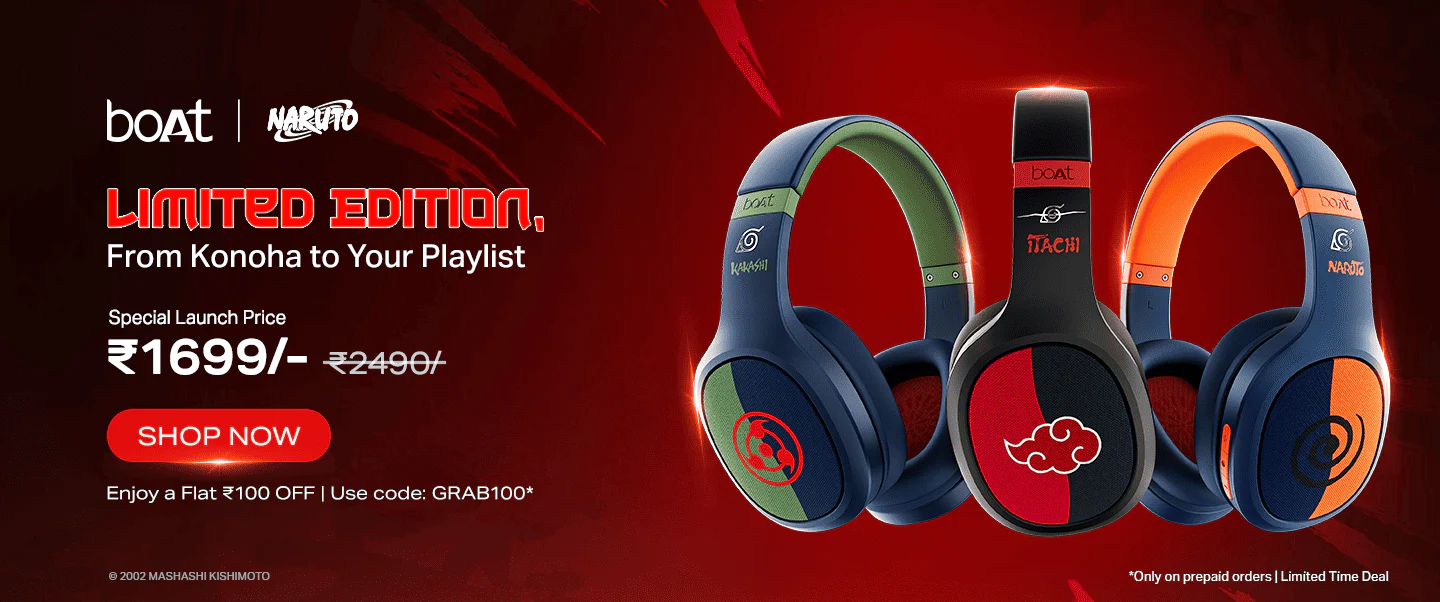 boAt | NARUTO
LIMITED EDITION,
From Konoha to Your Playlist
Special Launch Price
₹1699/- ₹2490/-
SHOP NOW
Enjoy a Flat ₹100 OFF | Use code: GRAB100*
boAt
KAKASHI
boAt
ITACHI
boAt
NARUTO
L
L
© 2002 MASHASHI KISHIMOTO
*Only on prepaid orders | Limited Time Deal